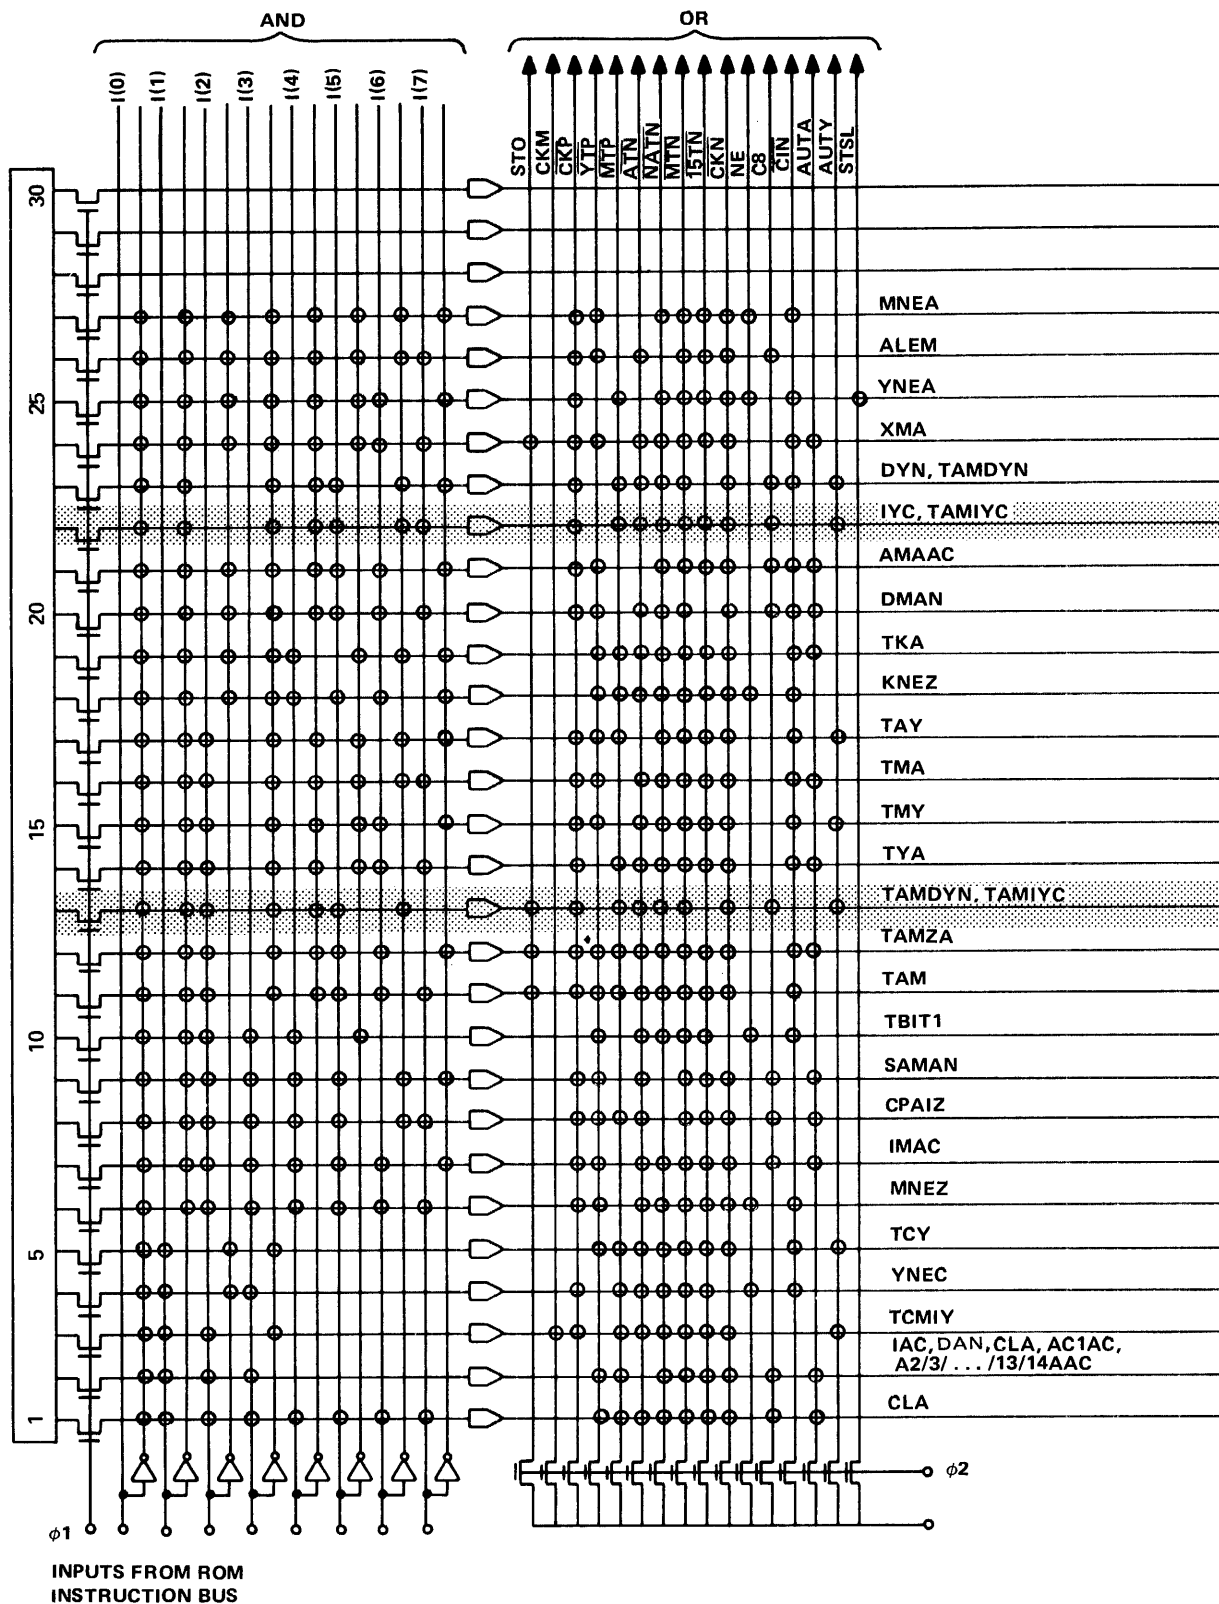 AND
OR
I(0)
I(1)
I(2)
I(3)
I(4)
I(5)
I(6)
I(7)
STO
CKM
CKP
YTP
MTP
ATN
NATN
MTN
15TN
CKN
NE
C8
CIN
AUTA
AUTY
STSL
30
MNEA
ALEM
25
YNEA
XMA
DYN, TAMDYN
IYC, TAMIYC
AMAAC
20
DMAN
TKA
KNEZ
TAY
TMA
15
TMY
TYA
TAMDYN, TAMIYC
TAMZA
TAM
10
TBIT1
SAMAN
CPAIZ
IMAC
MNEZ
5
TCY
YNEC
TCMIY
IAC, DAN, CLA, AC1AC,
A2/3/ . . . /13/14AAC
1
CLA
ϕ2
ϕ1
INPUTS FROM ROM
INSTRUCTION BUS